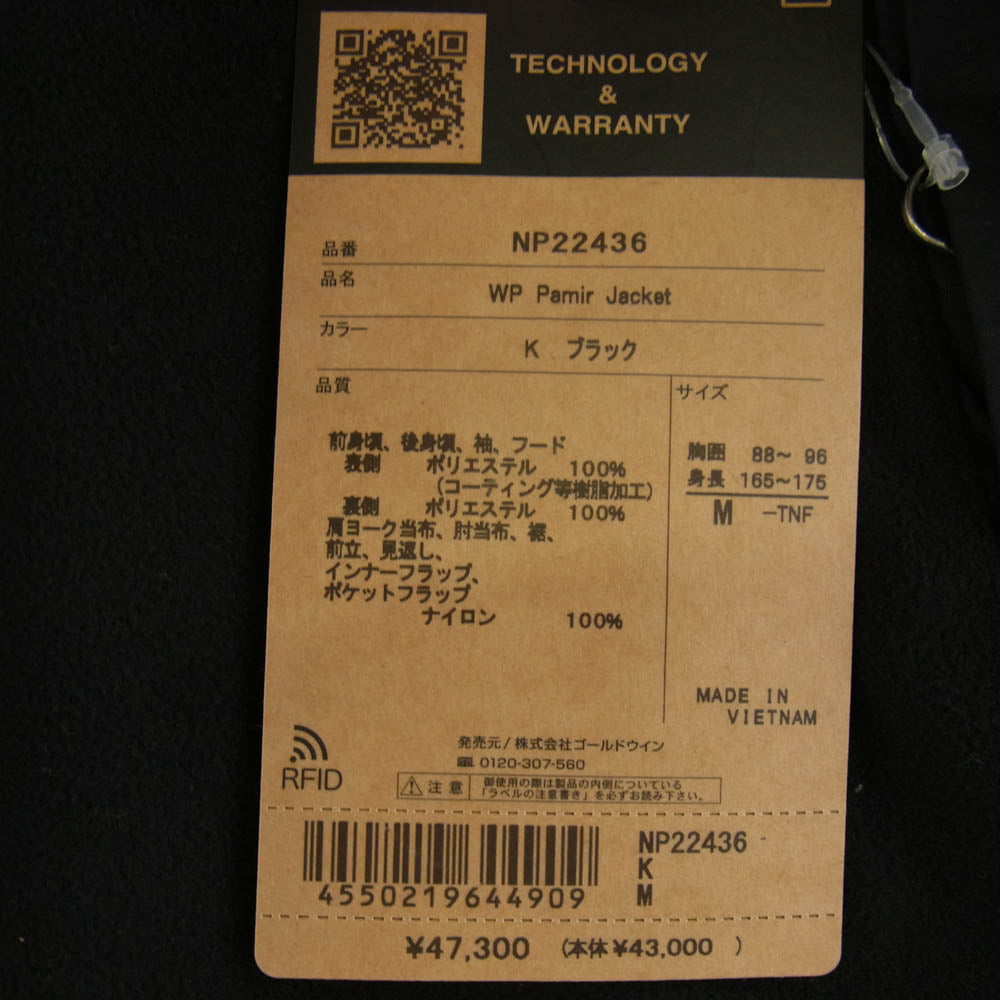 TECHNOLOGY
&
WARRANTY
品番 NP22436
品名 WP Pamir Jacket
カラー K ブラック
品質
前身頃、後身頃、袖、フード
表側 ポリエステル 100%
(コーティング等樹脂加工)
裏側 ポリエステル 100%
肩ヨーク当布、肘当布、裾、
前立、見返し、
インナーフラップ、
ポケットフラップ
ナイロン 100%
サイズ
胸囲 88~ 96
身長 165~175
M -TNF
MADE IN
VIETNAM
RFID
発売元/株式会社ゴールドウイン
0120-307-560
注意
御使用の際は製品の内側についている
「ラベルの注意書き」を必ずお読み下さい。
4550219644909
NP22436
K
M
¥47,300 (本体 ¥43,000 )